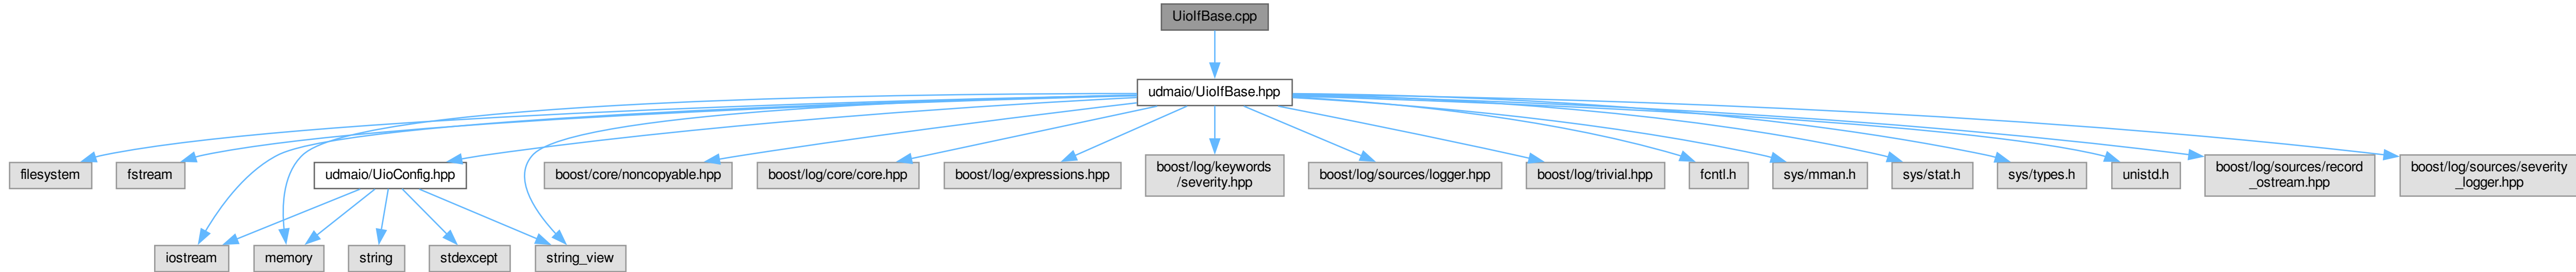 UioIfBase.cpp
udmaio/UioIfBase.hpp
filesystem
fstream
udmaio/UioConfig.hpp
boost/core/noncopyable.hpp
boost/log/core/core.hpp
boost/log/expressions.hpp
boost/log/keywords
/severity.hpp
boost/log/sources/logger.hpp
boost/log/trivial.hpp
fcntl.h
sys/mman.h
sys/stat.h
sys/types.h
unistd.h
boost/log/sources/record
_ostream.hpp
boost/log/sources/severity
_logger.hpp
iostream
memory
string
stdexcept
string_view